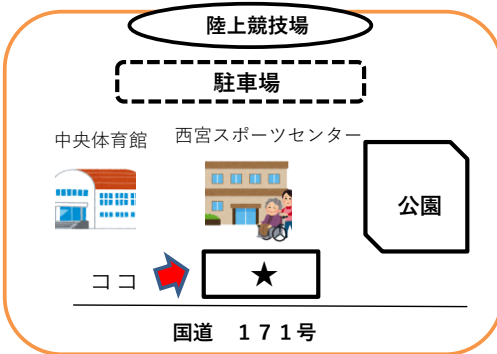 陸上競技場
駐車場
中央体育館
西宮スポーツセンター
公園
ココ
★
国道　１７１号